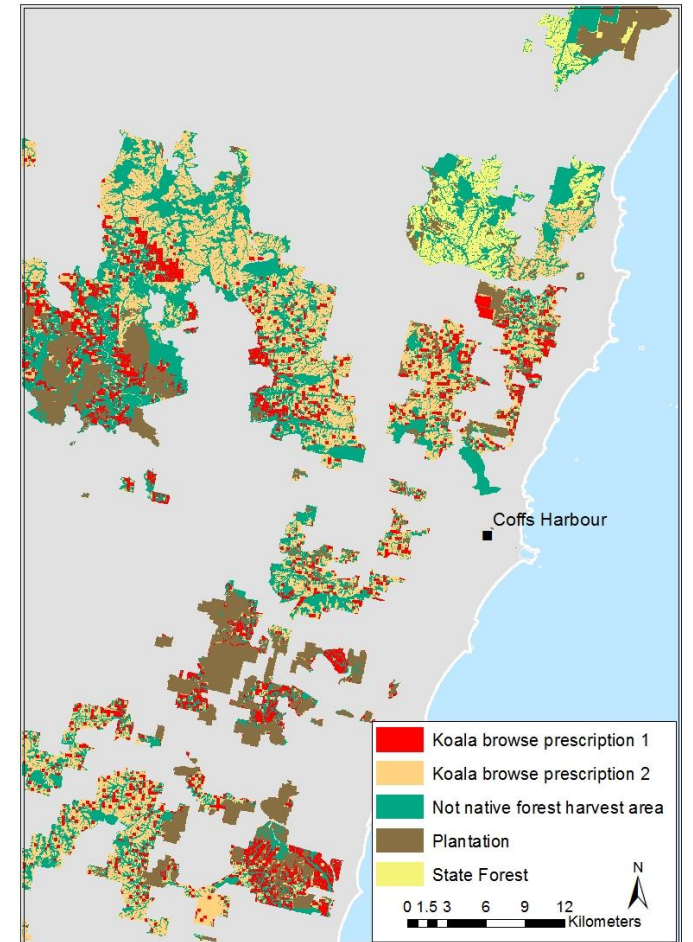 Coffs Harbour
Koala browse prescription 1
Koala browse prescription 2
Not native forest harvest area
Plantation
State Forest
N
0 1.5 3 6 9 12
Kilometers